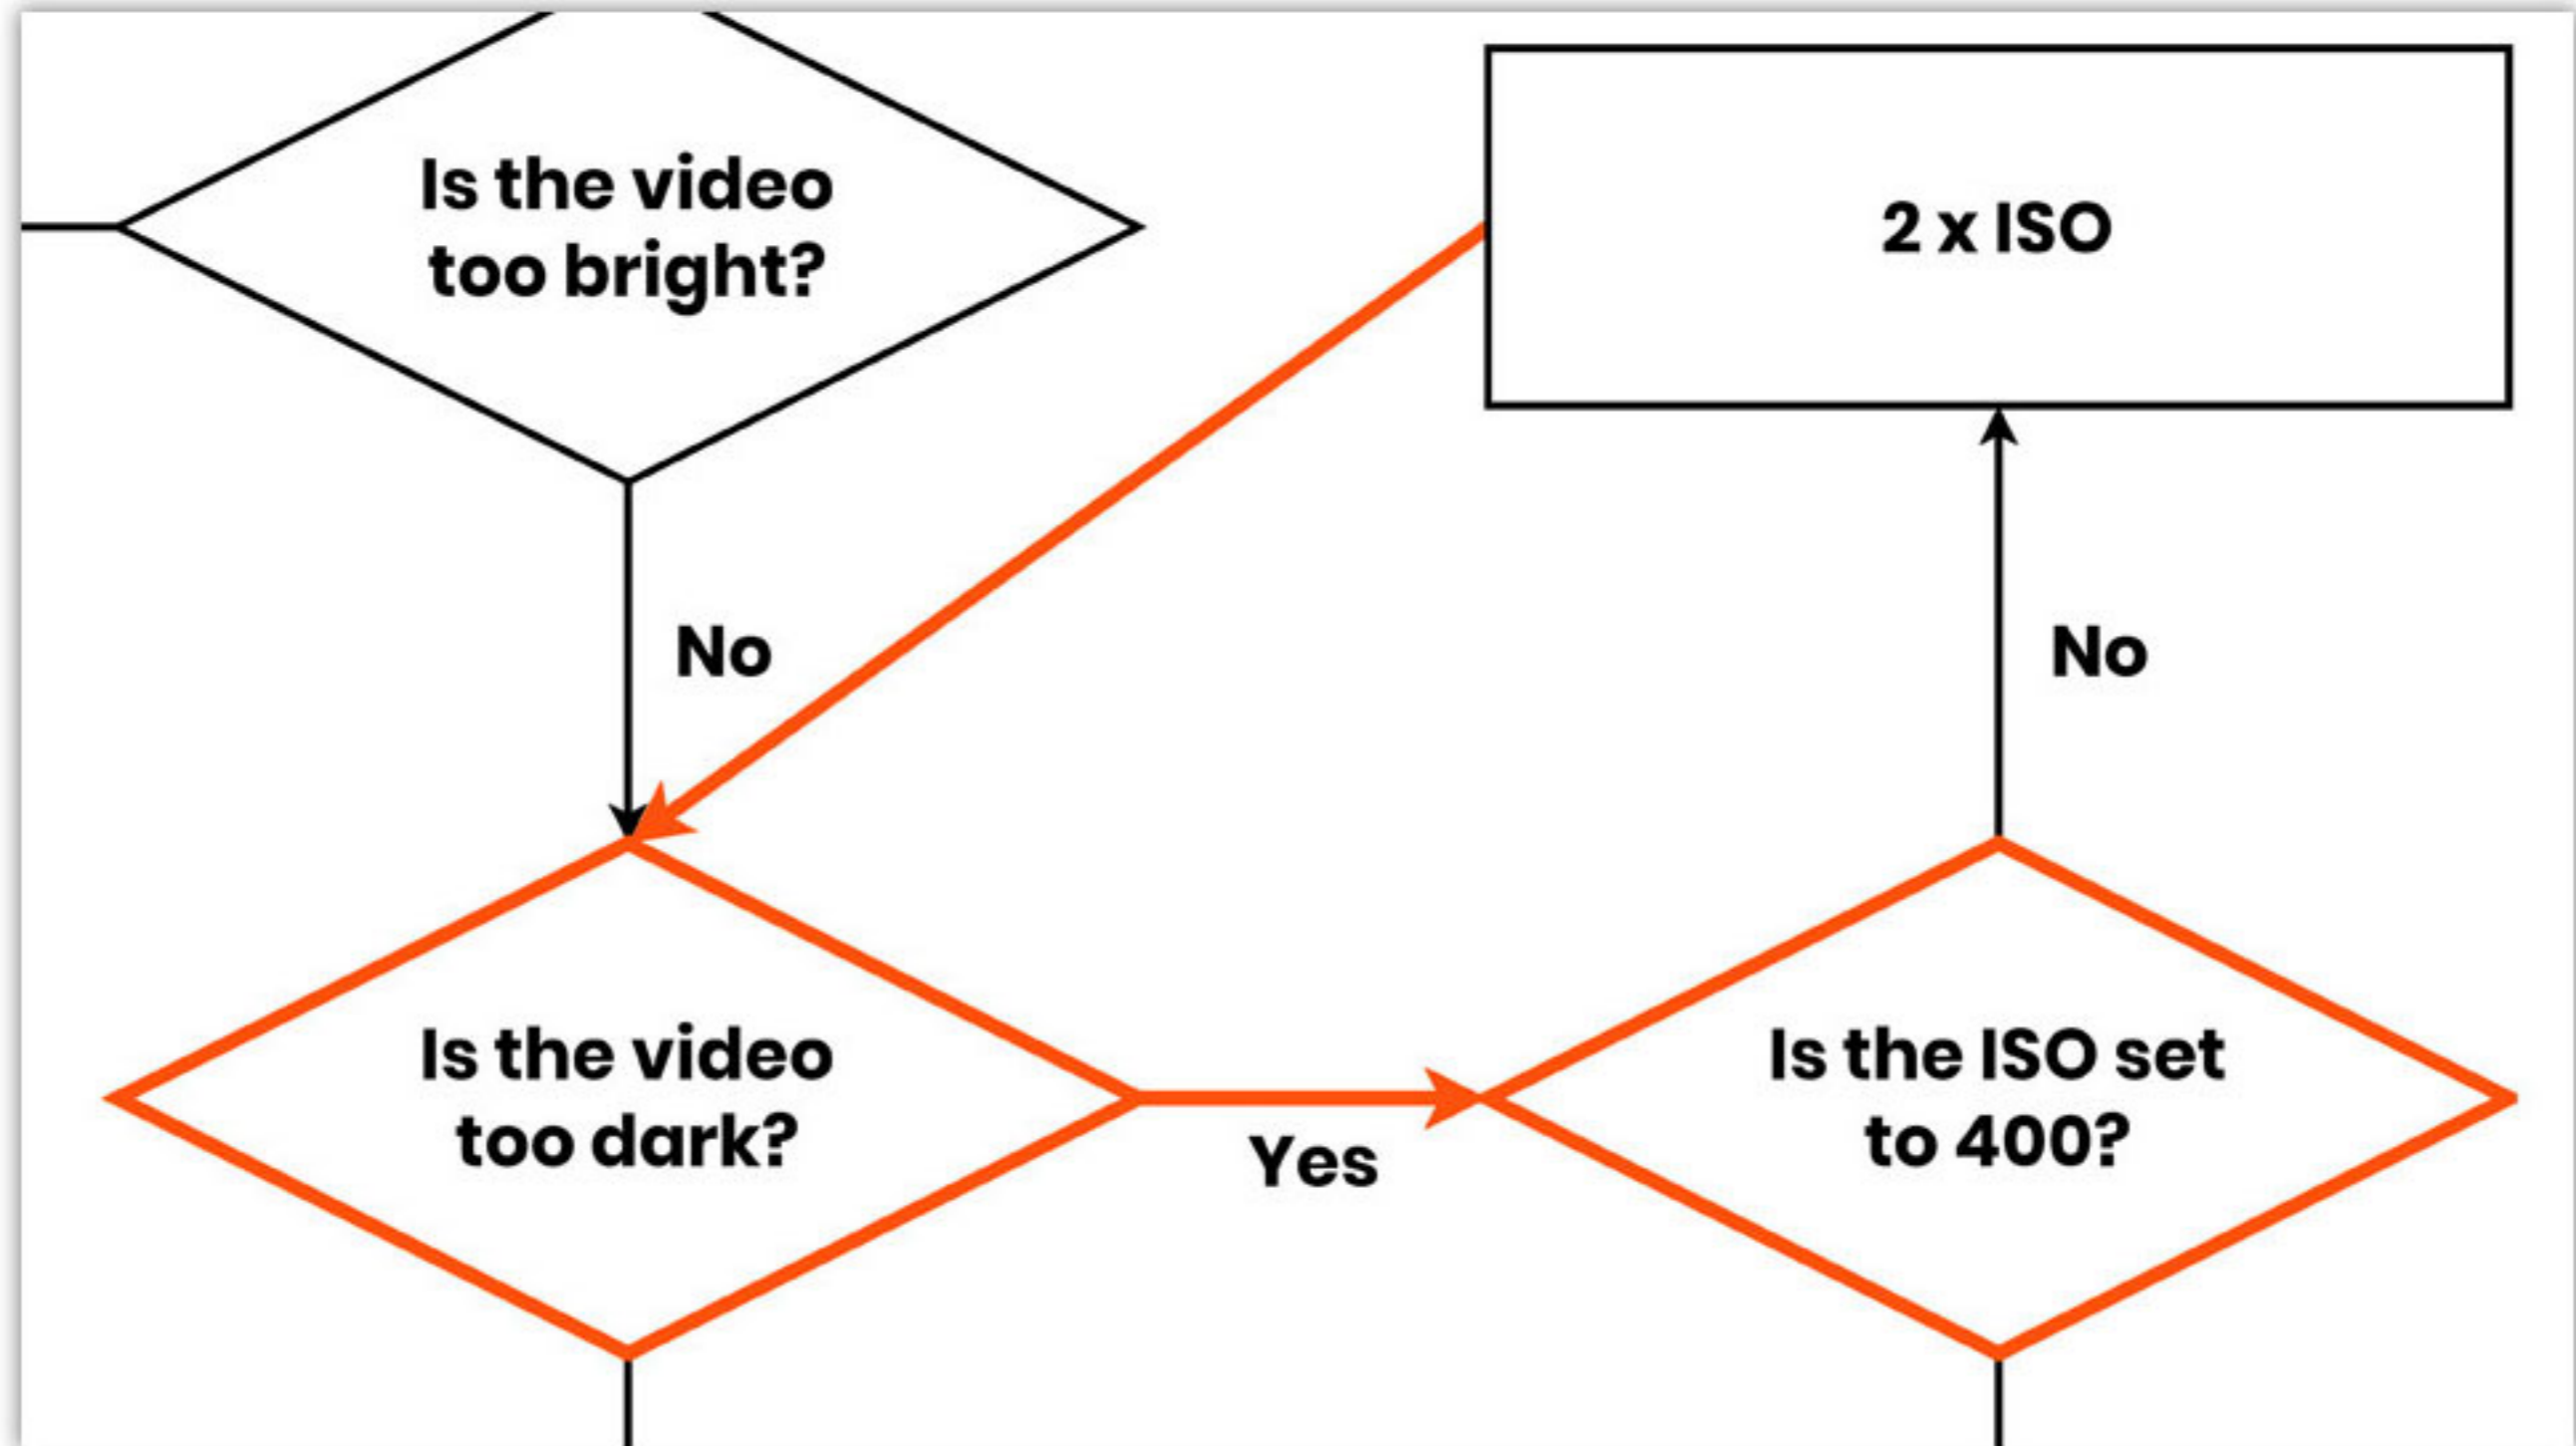 Is the video
too bright?
2 x ISO
No
No
Is the video
too dark?
Yes
Is the ISO set
to 400?